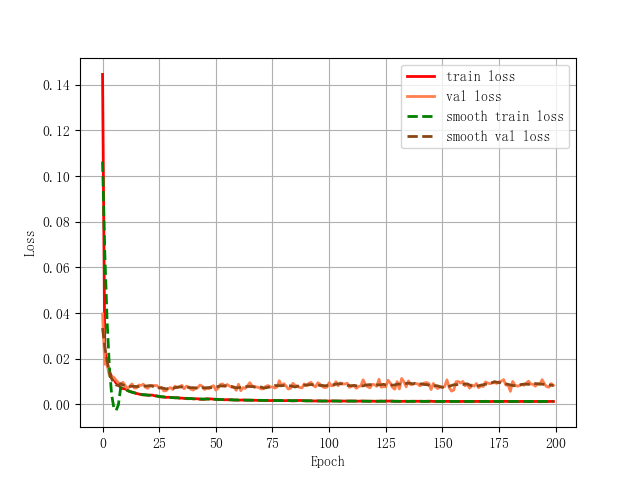 train loss
val loss
smooth train loss
smooth val loss
0.14
0.12
0.10
0.08
0.06
0.04
0.02
0.00
Loss
0 25 50 75 100 125 150 175 200
Epoch